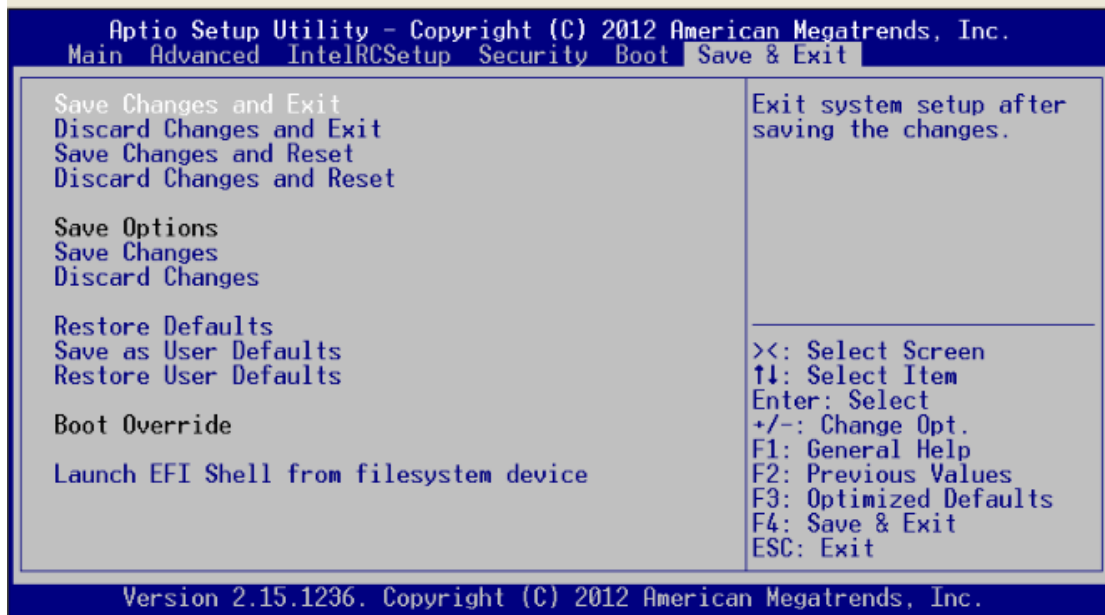 Aptio Setup Utility - Copyright (C) 2012 American Megatrends, Inc.
Main Advanced IntelRCSetup Security Boot Save & Exit
Save Changes and Exit
Discard Changes and Exit
Save Changes and Reset
Discard Changes and Reset
Save Options
Save Changes
Discard Changes
Restore Defaults
Save as User Defaults
Restore User Defaults
Boot Override
Launch EFI Shell from filesystem device
Exit system setup after
saving the changes.
><: Select Screen
↑↓: Select Item
Enter: Select
+/-: Change Opt.
F1: General Help
F2: Previous Values
F3: Optimized Defaults
F4: Save & Exit
ESC: Exit
Version 2.15.1236. Copyright (C) 2012 American Megatrends, Inc.